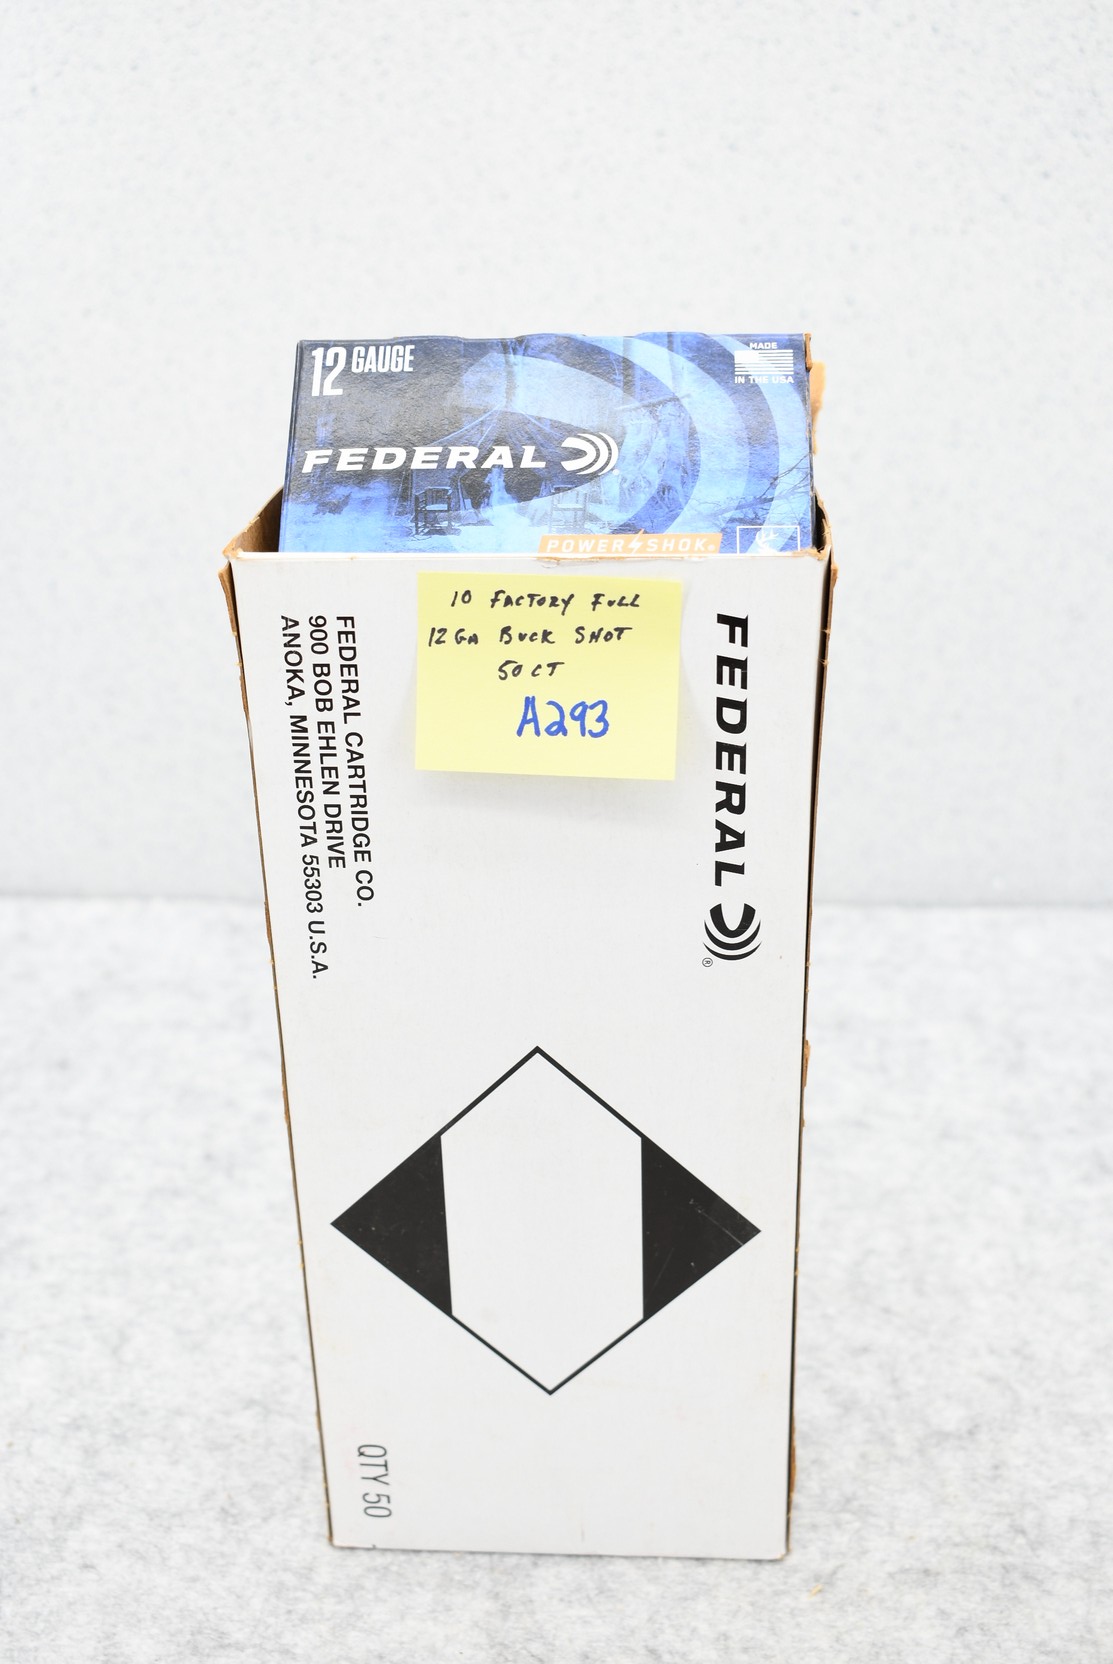 12 GAUGE
MADE
IN THE USA
FEDERAL
POWER SHOK®
10 FACTORY FULL
12 GA BUCK SHOT
50 CT
A293
FEDERAL CARTRIDGE CO.
900 BOB EHLEN DRIVE
ANOKA, MINNESOTA 55303 U.S.A.
FEDERAL ®
QTY 50